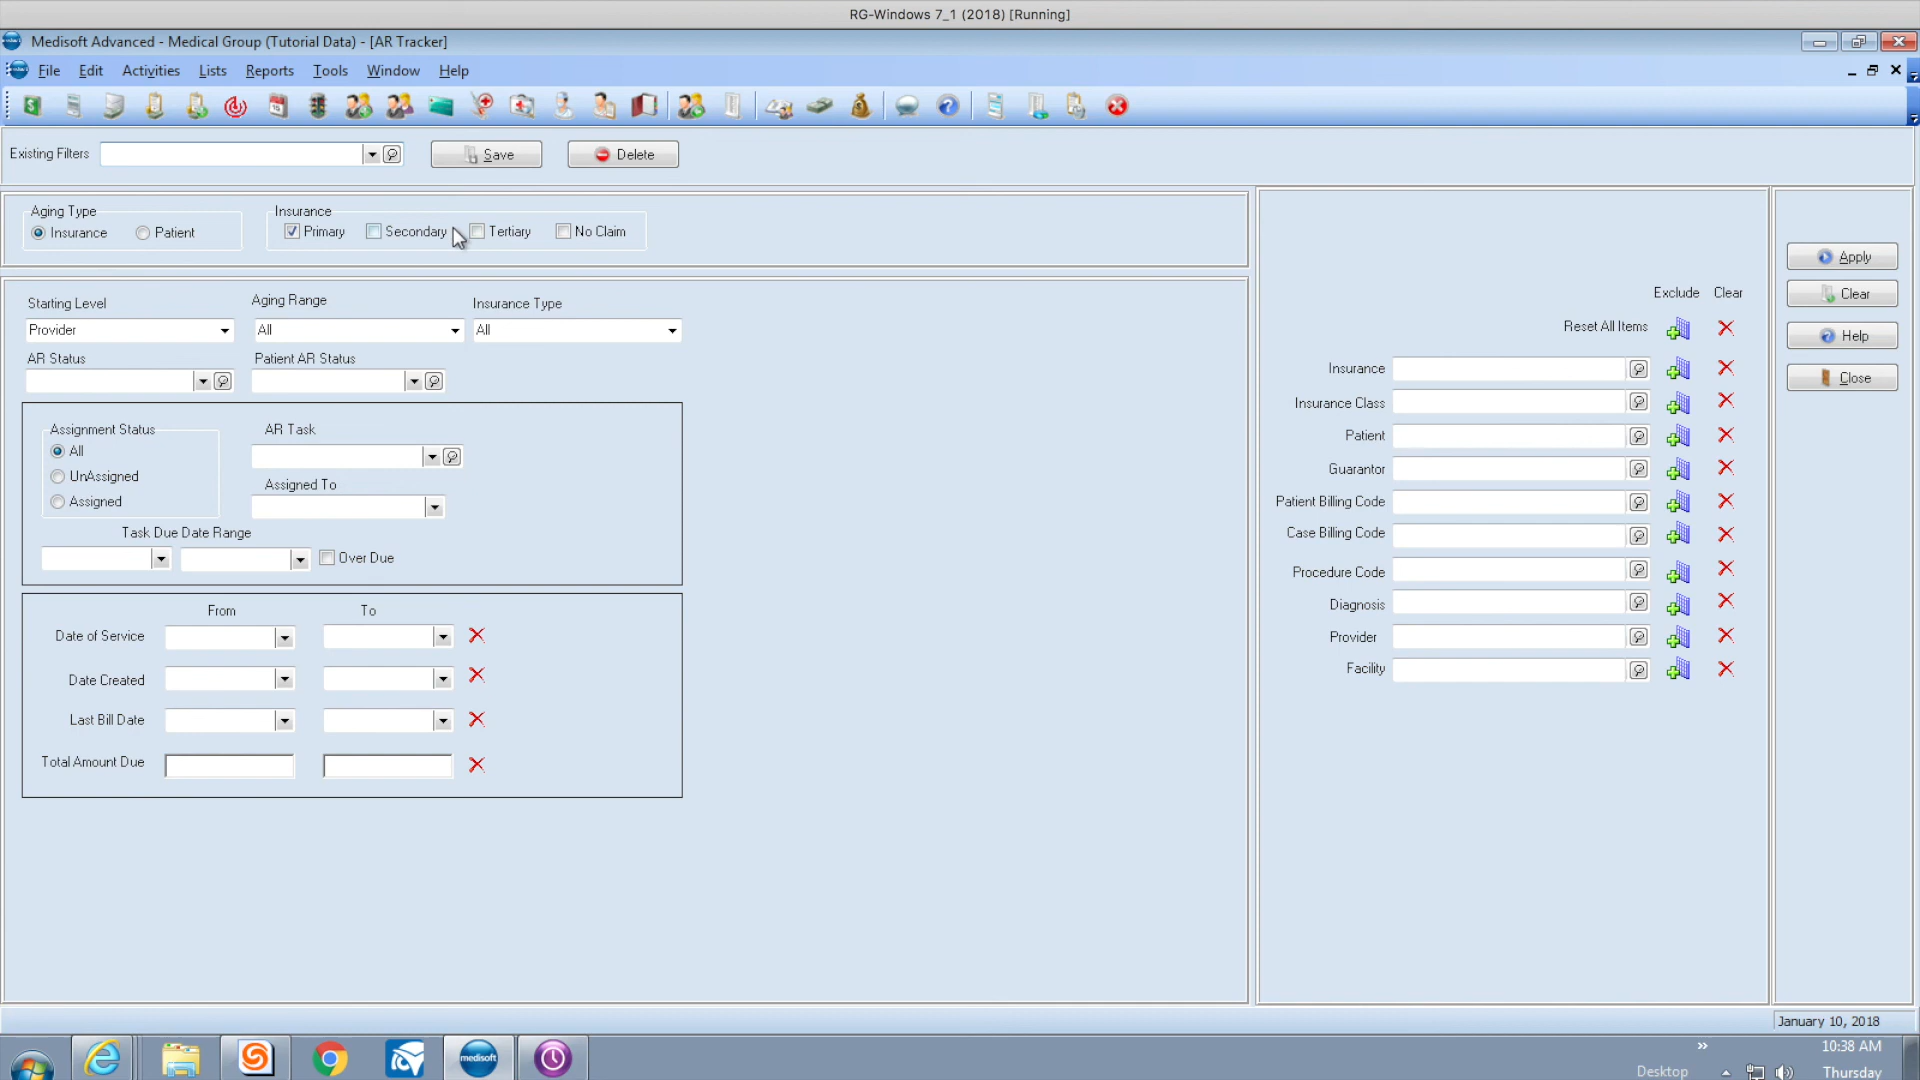 RG-Windows 7_1 (2018) [Running]
Medisoft Advanced - Medical Group (Tutorial Data) - [AR Tracker]
File Edit Activities Lists Reports Tools Window Help
Existing Filters Save Delete
Aging Type Insurance
Insurance Patient Primary Secondary Tertiary No Claim
Starting Level Aging Range Insurance Type
Provider All All
AR Status Patient AR Status
Assignment Status AR Task
All
UnAssigned
Assigned To
Assigned
Task Due Date Range
Over Due
From To
Date of Service
Date Created
Last Bill Date
Total Amount Due
Exclude Clear
Reset All Items
Insurance
Insurance Class
Patient
Guarantor
Patient Billing Code
Case Billing Code
Procedure Code
Diagnosis
Provider
Facility
Apply
Clear
Help
Close
January 10, 2018
medisoft
10:38 AM
Desktop
Thursday